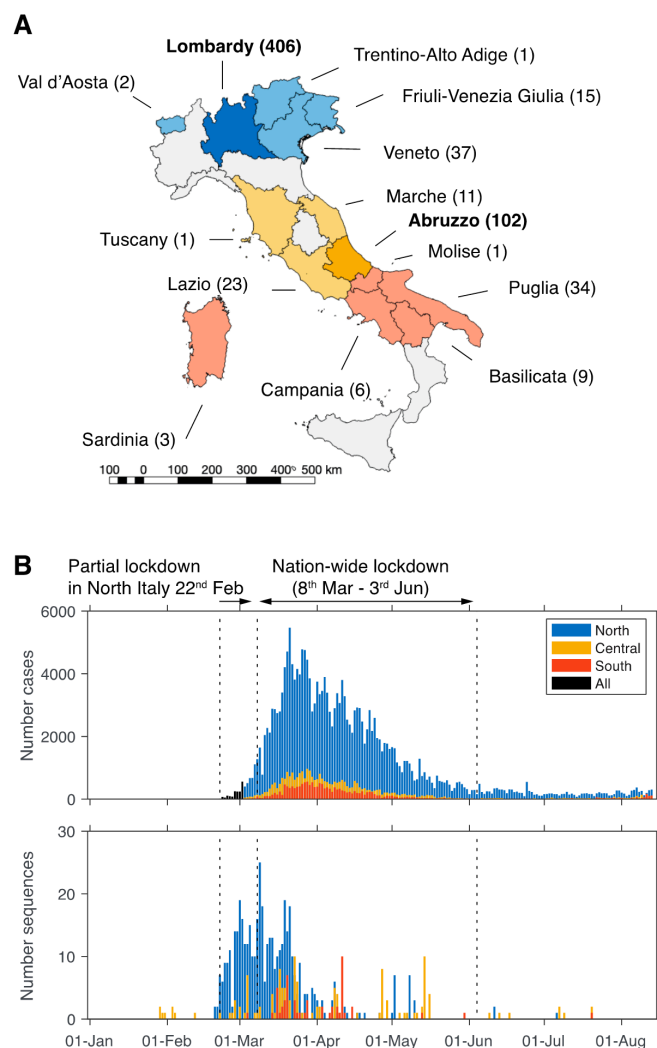 A
Lombardy (406)
Trentino-Alto Adige (1)
Val d'Aosta (2)
Friuli-Venezia Giulia (15)
Veneto (37)
Marche (11)
Abruzzo (102)
Tuscany (1)
Molise (1)
Lazio (23)
Puglia (34)
Basilicata (9)
Campania (6)
Sardinia (3)
100 0 100 200 300 400 500 km
B
Partial lockdown
in North Italy 22nd Feb
Nation-wide lockdown
(8th Mar - 3rd Jun)
6000
4000
2000
0
Number cases
North
Central
South
All
30
20
10
0
Number sequences
01-Jan 01-Feb 01-Mar 01-Apr 01-May 01-Jun 01-Jul 01-Aug